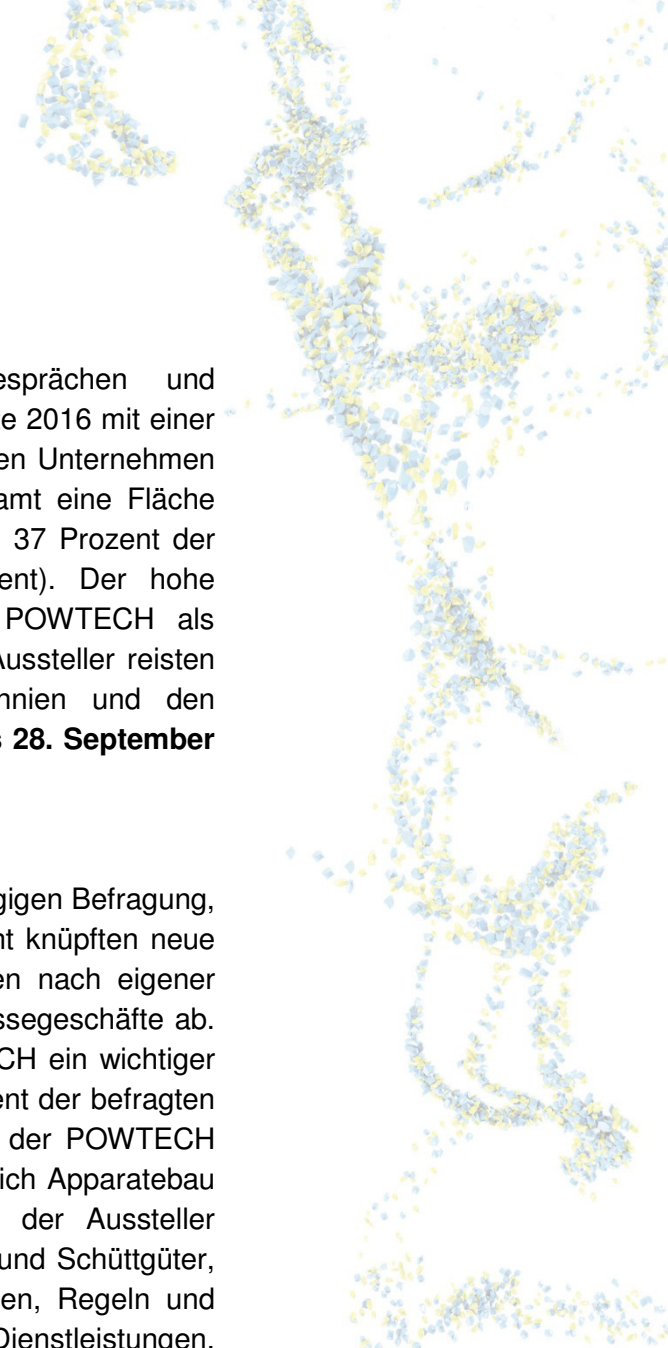 esprächen und
e 2016 mit einer
en Unternehmen
amt eine Fläche
37 Prozent der
ent). Der hohe
POWTECH als
Aussteller reisten
nnien und den
s 28. September
gigen Befragung,
nt knüpften neue
en nach eigener
ssegeschäfte ab.
CH ein wichtiger
ent der befragten
der POWTECH
ich Apparatebau
der Aussteller
und Schüttgüter,
en, Regeln und
Dienstleistungen.